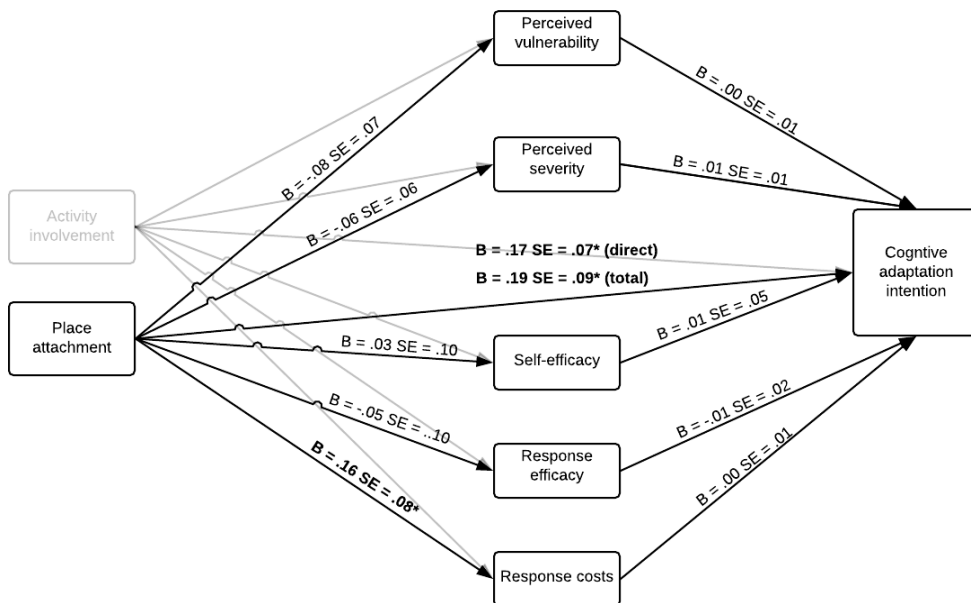 Perceived
vulnerability
B = .00 SE = .01
B = -.08 SE = .07
Perceived
severity
B = .01 SE = .01
B = -.06 SE = .06
Activity
involvement
B = .17 SE = .07* (direct)
B = .19 SE = .09* (total)
Cogntive
adaptation
intention
Place
attachment
B = .03 SE = .10
Self-efficacy
B = .01 SE = .05
B = -.05 SE = ..10
Response
efficacy
B = -.01 SE = .02
B = .16 SE = .08*
Response costs
B = .00 SE = .01